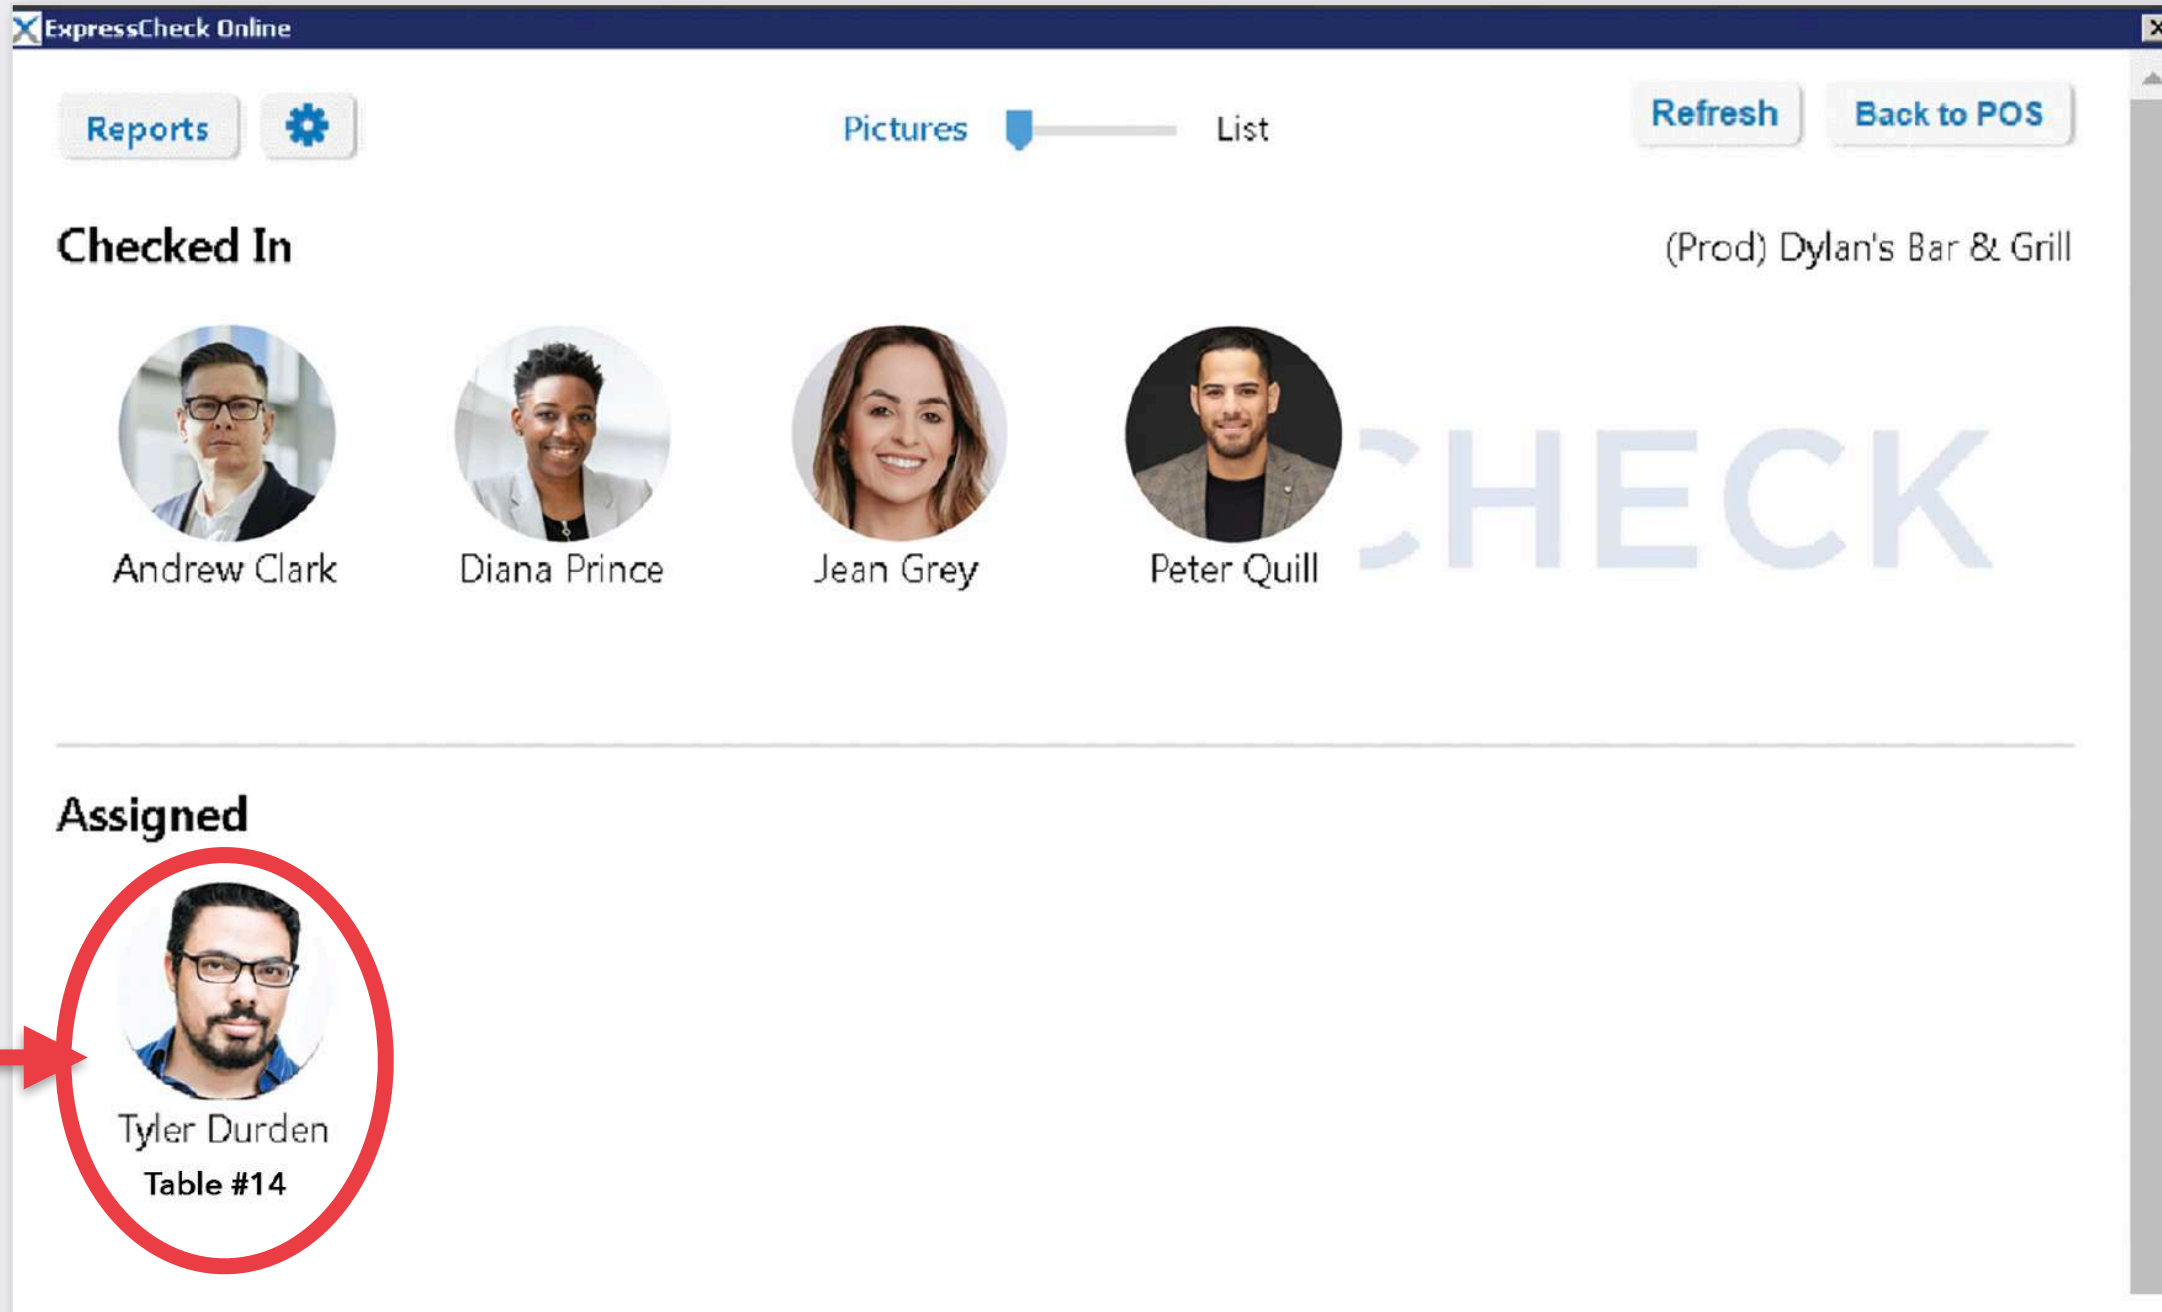 ExpressCheck Online
Reports
Pictures
List
Refresh
Back to POS
Checked In
(Prod) Dylan's Bar & Grill
CHECK
Andrew Clark
Diana Prince
Jean Grey
Peter Quill
Assigned
Tyler Durden
Table #14